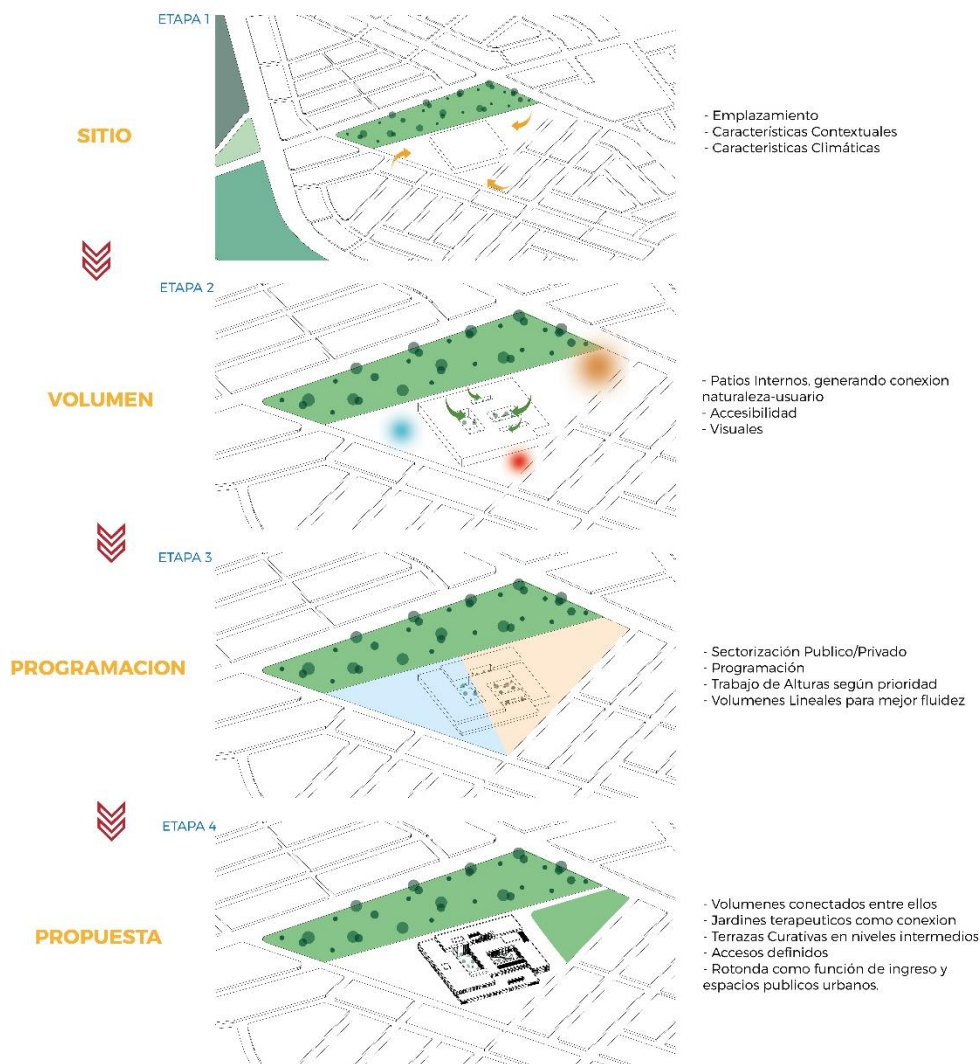 ETAPA 1
SITIO
- Emplazamiento
- Características Contextuales
- Caracteristicas Climáticas
ETAPA 2
VOLUMEN
- Patios Internos, generando conexion
naturaleza-usuario
- Accesibilidad
- Visuales
ETAPA 3
PROGRAMACION
- Sectorización Publico/Privado
- Programación
- Trabajo de Alturas según prioridad
- Volumenes Lineales para mejor fluidez
ETAPA 4
PROPUESTA
- Volumenes conectados entre ellos
- Jardines terapeuticos como conexion
- Terrazas Curativas en niveles intermedios
- Accesos definidos
- Rotonda como función de ingreso y
espacios publicos urbanos.